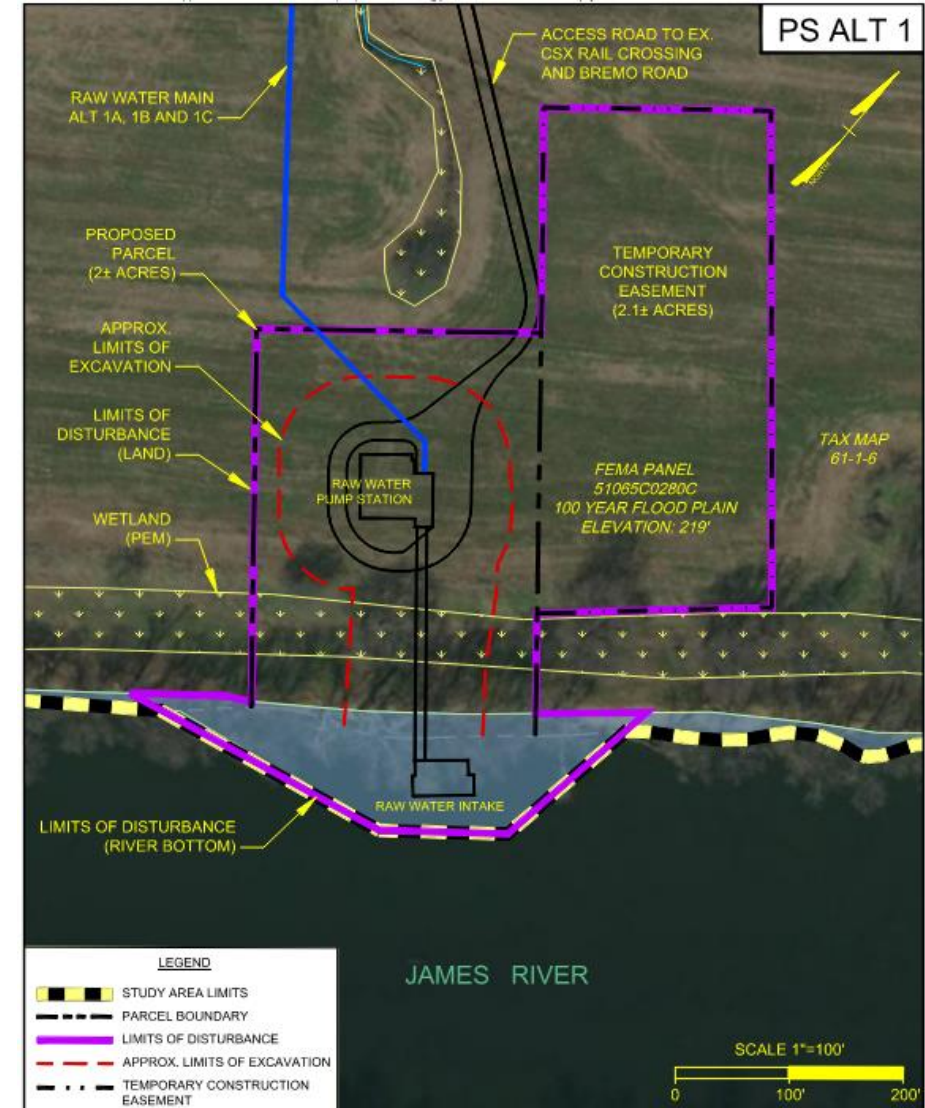 PS ALT 1
ACCESS ROAD TO EX.
CSX RAIL CROSSING
AND BREMO ROAD
RAW WATER MAIN
ALT 1A, 1B AND 1C
NORTH
PROPOSED
PARCEL
(2± ACRES)
TEMPORARY
CONSTRUCTION
EASEMENT
(2.1± ACRES)
APPROX.
LIMITS OF
EXCAVATION
LIMITS OF
DISTURBANCE
(LAND)
TAX MAP
61-1-6
FEMA PANEL
51065C0280C
100 YEAR FLOOD PLAIN
ELEVATION: 219'
RAW WATER
PUMP STATION
WETLAND
(PEM)
RAW WATER INTAKE
LIMITS OF DISTURBANCE
(RIVER BOTTOM)
JAMES RIVER
LEGEND
STUDY AREA LIMITS
PARCEL BOUNDARY
LIMITS OF DISTURBANCE
APPROX. LIMITS OF EXCAVATION
TEMPORARY CONSTRUCTION
EASEMENT
SCALE 1"=100'
0 100' 200'